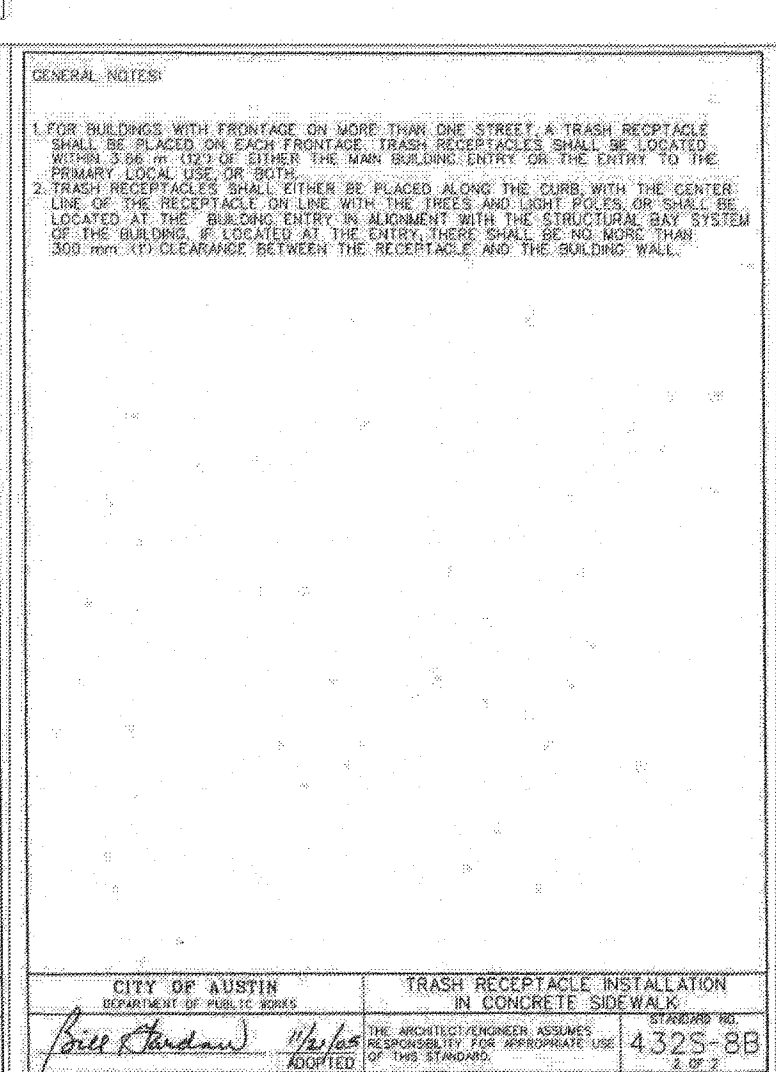 GENERAL NOTES:
1. FOR BUILDINGS WITH FRONTAGE ON MORE THAN ONE STREET, A TRASH RECPTACLE
SHALL BE PLACED ON EACH FRONTAGE. TRASH RECEPTACLES SHALL BE LOCATED
WITHIN 3.66 m (12') OF EITHER THE MAIN BUILDING ENTRY OR THE ENTRY TO THE
PRIMARY LOCAL USE, OR BOTH.
2. TRASH RECEPTACLES SHALL EITHER BE PLACED ALONG THE CURB, WITH THE CENTER
LINE OF THE RECEPTACLE ON LINE WITH THE TREES AND LIGHT POLES, OR SHALL BE
LOCATED AT THE BUILDING ENTRY IN ALIGNMENT WITH THE STRUCTURAL BAY SYSTEM
OF THE BUILDING. IF LOCATED AT THE ENTRY, THERE SHALL BE NO MORE THAN
300 mm (1') CLEARANCE BETWEEN THE RECEPTACLE AND THE BUILDING WALL.
CITY OF AUSTIN
DEPARTMENT OF PUBLIC WORKS
TRASH RECEPTACLE INSTALLATION
IN CONCRETE SIDEWALK
Bill 11/21/05
ADOPTED
THE ARCHITECT/ENGINEER ASSUMES
RESPONSIBILITY FOR APPROPRIATE USE
OF THIS STANDARD.
STANDARD NO.
432S-8B
2 OF 2